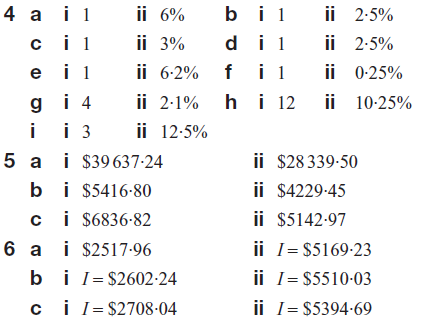 4 a i 1 ii 6% b i 1 ii 2·5%
c i 1 ii 3% d i 1 ii 2·5%
e i 1 ii 6·2% f i 1 ii 0·25%
g i 4 ii 2·1% h i 12 ii 10·25%
i i 3 ii 12·5%
5 a i $39 637·24 ii $28 339·50
b i $5416·80 ii $4229·45
c i $6836·82 ii $5142·97
6 a i $2517·96 ii I = $5169·23
b i I = $2602·24 ii I = $5510·03
c i I = $2708·04 ii I = $5394·69